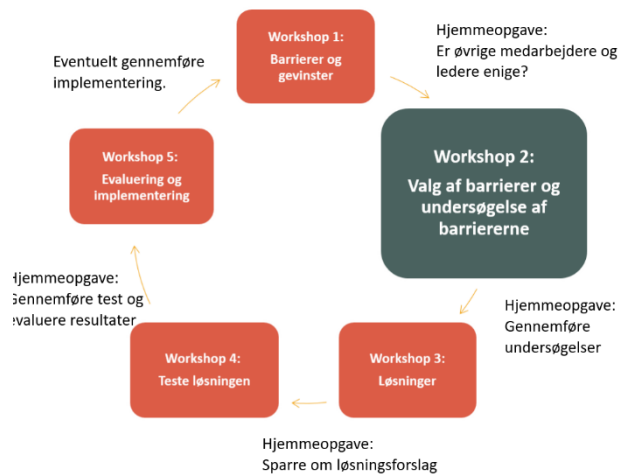 Workshop 1:
Barrierer og
gevinster
Hjemmeopgave:
Er øvrige medarbejdere og
ledere enige?
Workshop 2:
Valg af barrierer og
undersøgelse af
barriererne
Hjemmeopgave:
Gennemføre
undersøgelser
Workshop 3:
Løsninger
Hjemmeopgave:
Sparre om løsningsforslag
Workshop 4:
Teste løsningen
Hjemmeopgave:
Gennemføre test og
evaluere resultater
Workshop 5:
Evaluering og
implementering
Eventuelt gennemføre
implementering.